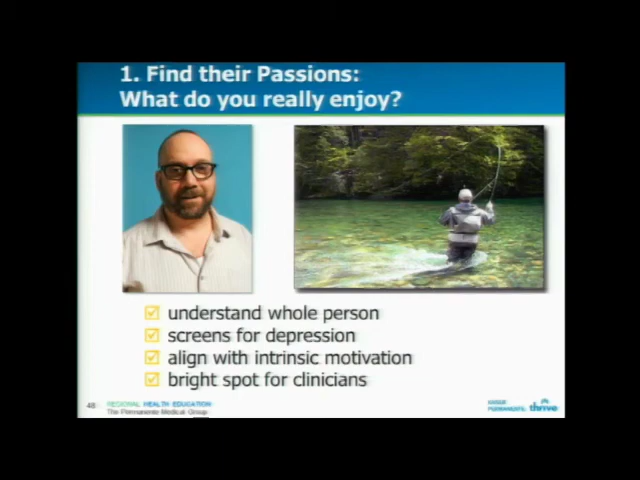 1. Find their Passions:
What do you really enjoy?
understand whole person
screens for depression
align with intrinsic motivation
bright spot for clinicians
48 REGIONAL HEALTH EDUCATION
The Permanente Medical Group
KAISER
PERMANENTE. thrive